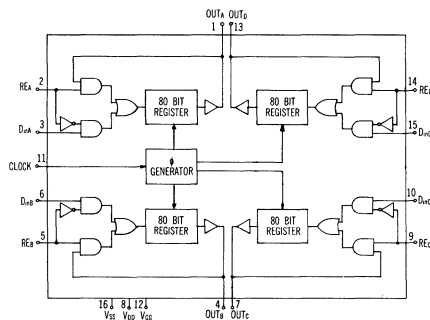 OUTA OUTD
1 13
REA 2
14 RED
80 BIT
REGISTER
80 BIT
REGISTER
DinA 3
15 DinD
CLOCK 11
ϕ
GENERATOR
DinB 6
10 DinC
80 BIT
REGISTER
80 BIT
REGISTER
REB 5
9 REC
16 8 12
VSS VDD VGG
4 7
OUTB OUTC